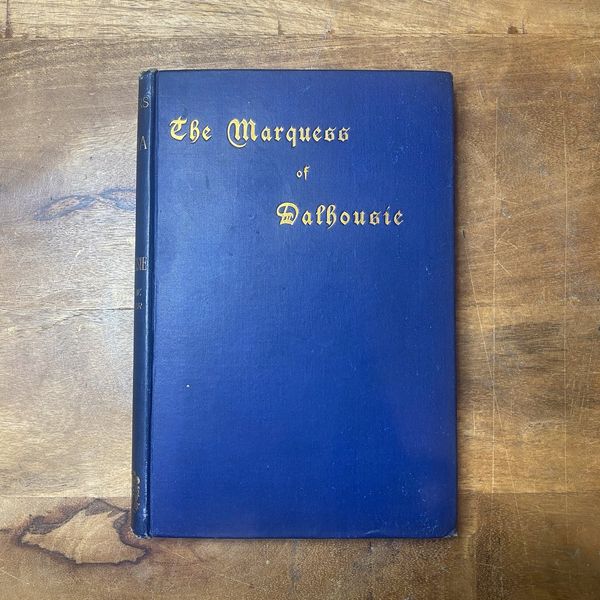 The Marquess
of
Dalhousie